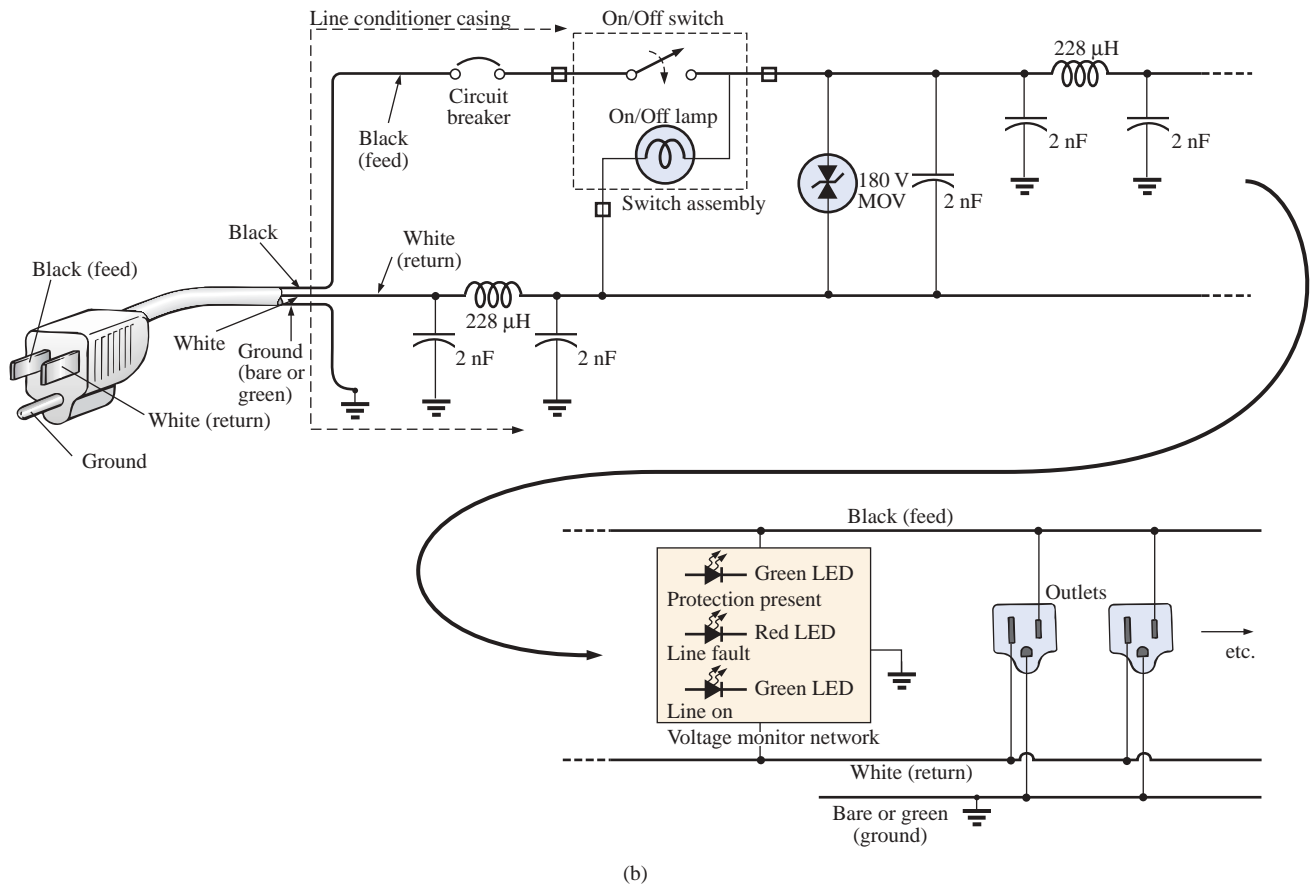 Line conditioner casing
On/Off switch
228 μH
Circuit
breaker
Black
(feed)
On/Off lamp
2 nF
2 nF
180 V
MOV
2 nF
Switch assembly
Black
White
(return)
Black (feed)
228 μH
White
Ground
(bare or
green)
2 nF
2 nF
White (return)
Ground
Black (feed)
Green LED
Protection present
Outlets
Red LED
Line fault
etc.
Green LED
Line on
Voltage monitor network
White (return)
Bare or green
(ground)
(b)